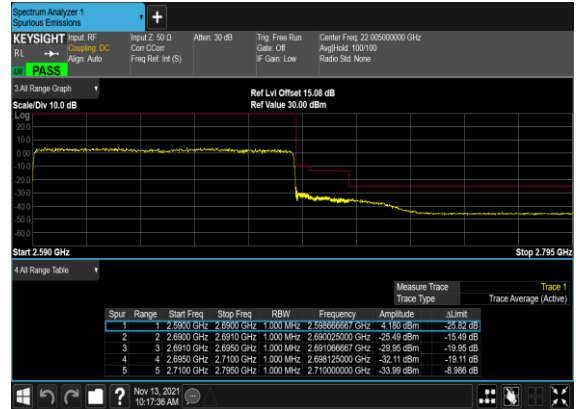 Spectrum Analyzer 1
Spurious Emissions
KEYSIGHT Input: RF Input Z: 50 Ω Atten: 30 dB Trig: Free Run Center Freq: 22.005000000 GHz
RL Coupling: DC Corr CCorr Gate: Off Avg|Hold: 100/100
Align: Auto Freq Ref: Int (S) IF Gain: Low Radio Std: None
LM PASS
3 All Range Graph
Ref Lvl Offset 15.08 dB
Scale/Div 10.0 dB Ref Value 30.00 dBm
Log
20.0
10.0
0.00
-10.0
-20.0
-30.0
-40.0
-50.0
-60.0
Start 2.590 GHz Stop 2.795 GHz
4 All Range Table
Measure Trace Trace 1
Trace Type Trace Average (Active)
Spur Range Start Freq Stop Freq RBW Frequency Amplitude ΔLimit
1 1 2.5900 GHz 2.6900 GHz 1.000 MHz 2.598666667 GHz 4.180 dBm -25.82 dB
2 2 2.6900 GHz 2.6910 GHz 1.000 MHz 2.690025000 GHz -25.49 dBm -15.49 dB
3 3 2.6910 GHz 2.6950 GHz 1.000 MHz 2.691066667 GHz -29.95 dBm -19.95 dB
4 4 2.6950 GHz 2.7100 GHz 1.000 MHz 2.698125000 GHz -32.11 dBm -19.11 dB
5 5 2.7100 GHz 2.7950 GHz 1.000 MHz 2.710000000 GHz -33.99 dBm -8.986 dB
? Nov 13, 2021
10:17:36 AM